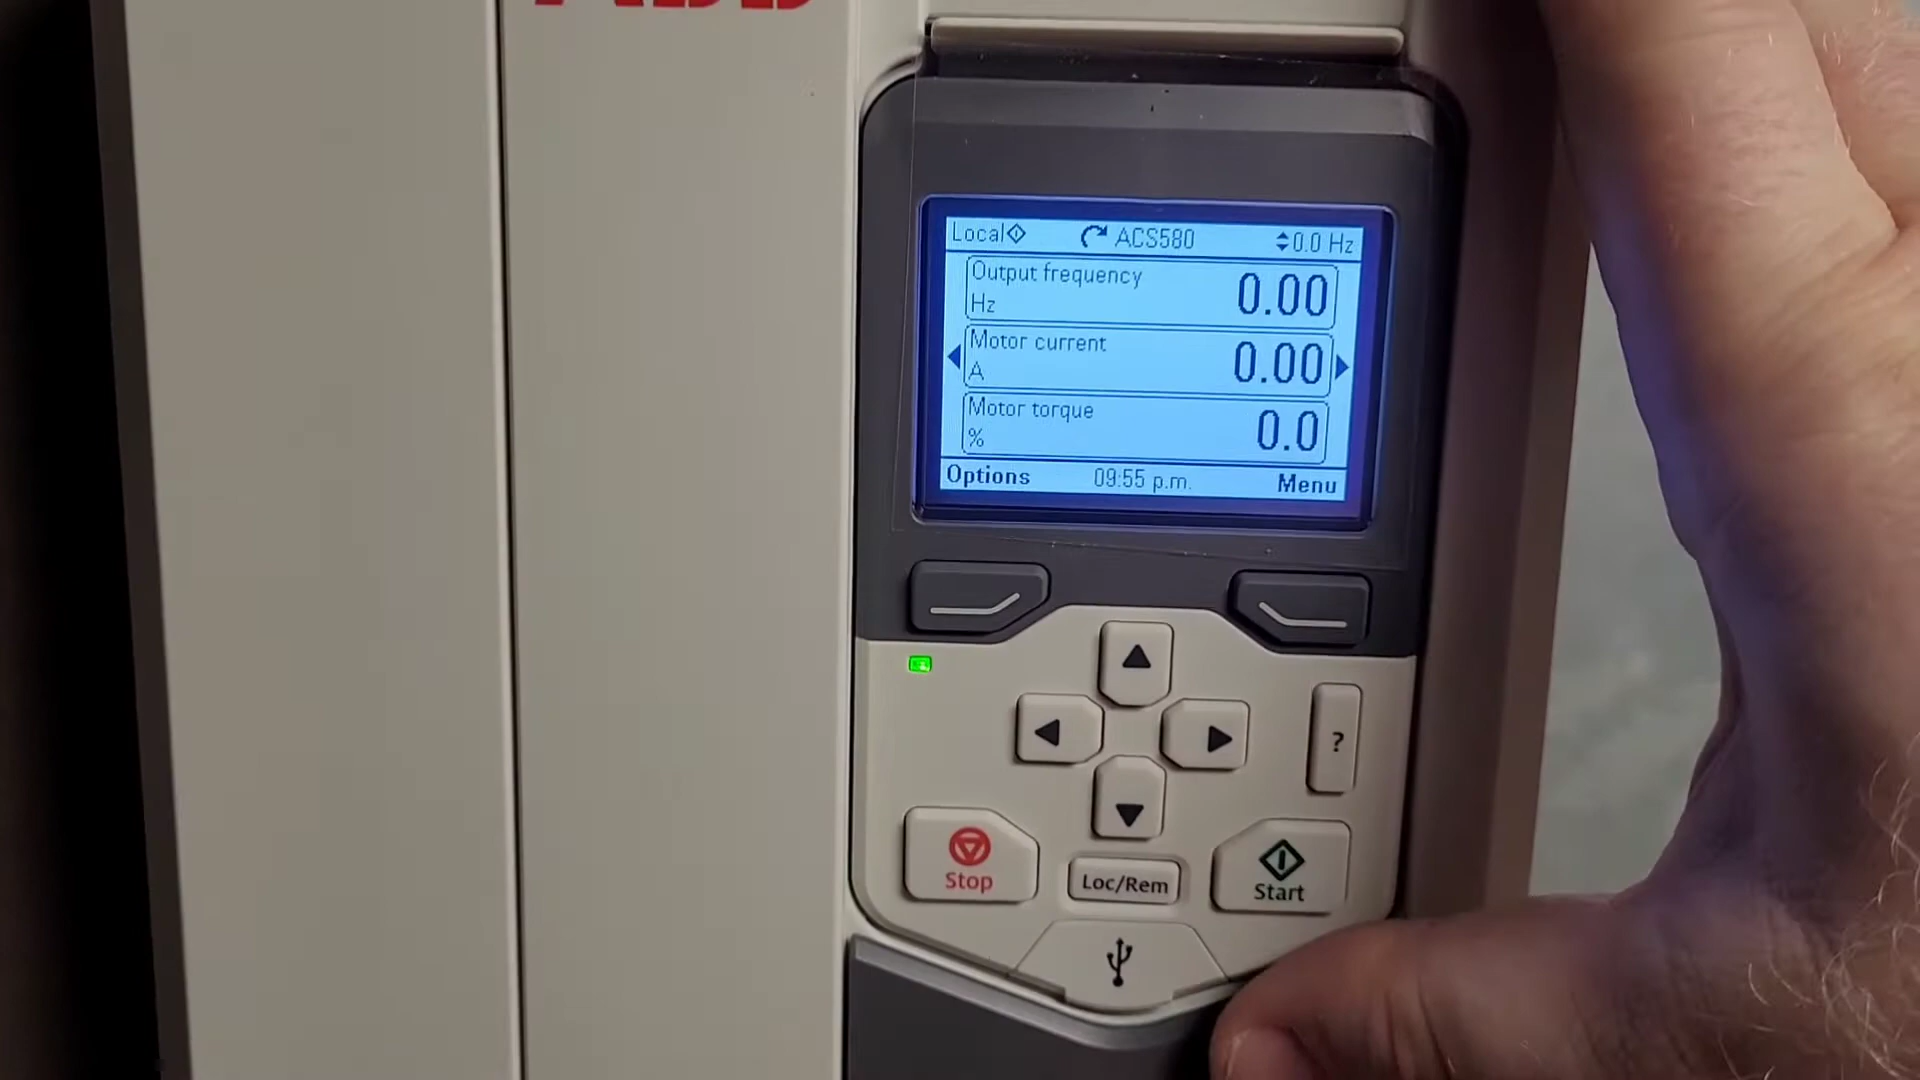 ABB
Local ACS580 0.0 Hz
Output frequency
Hz 0.00
Motor current
A 0.00
Motor torque
% 0.0
Options 09:55 p.m. Menu
?
Stop Loc/Rem Start